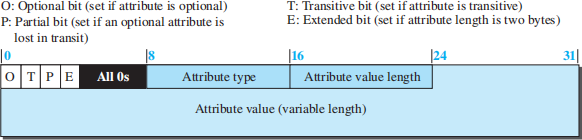 O: Optional bit (set if attribute is optional)
P: Partial bit (set if an optional attribute is
lost in transit)
T: Transitive bit (set if attribute is transitive)
E: Extended bit (set if attribute length is two bytes)
0 8 16 24 31
O T P E All 0s Attribute type Attribute value length
Attribute value (variable length)